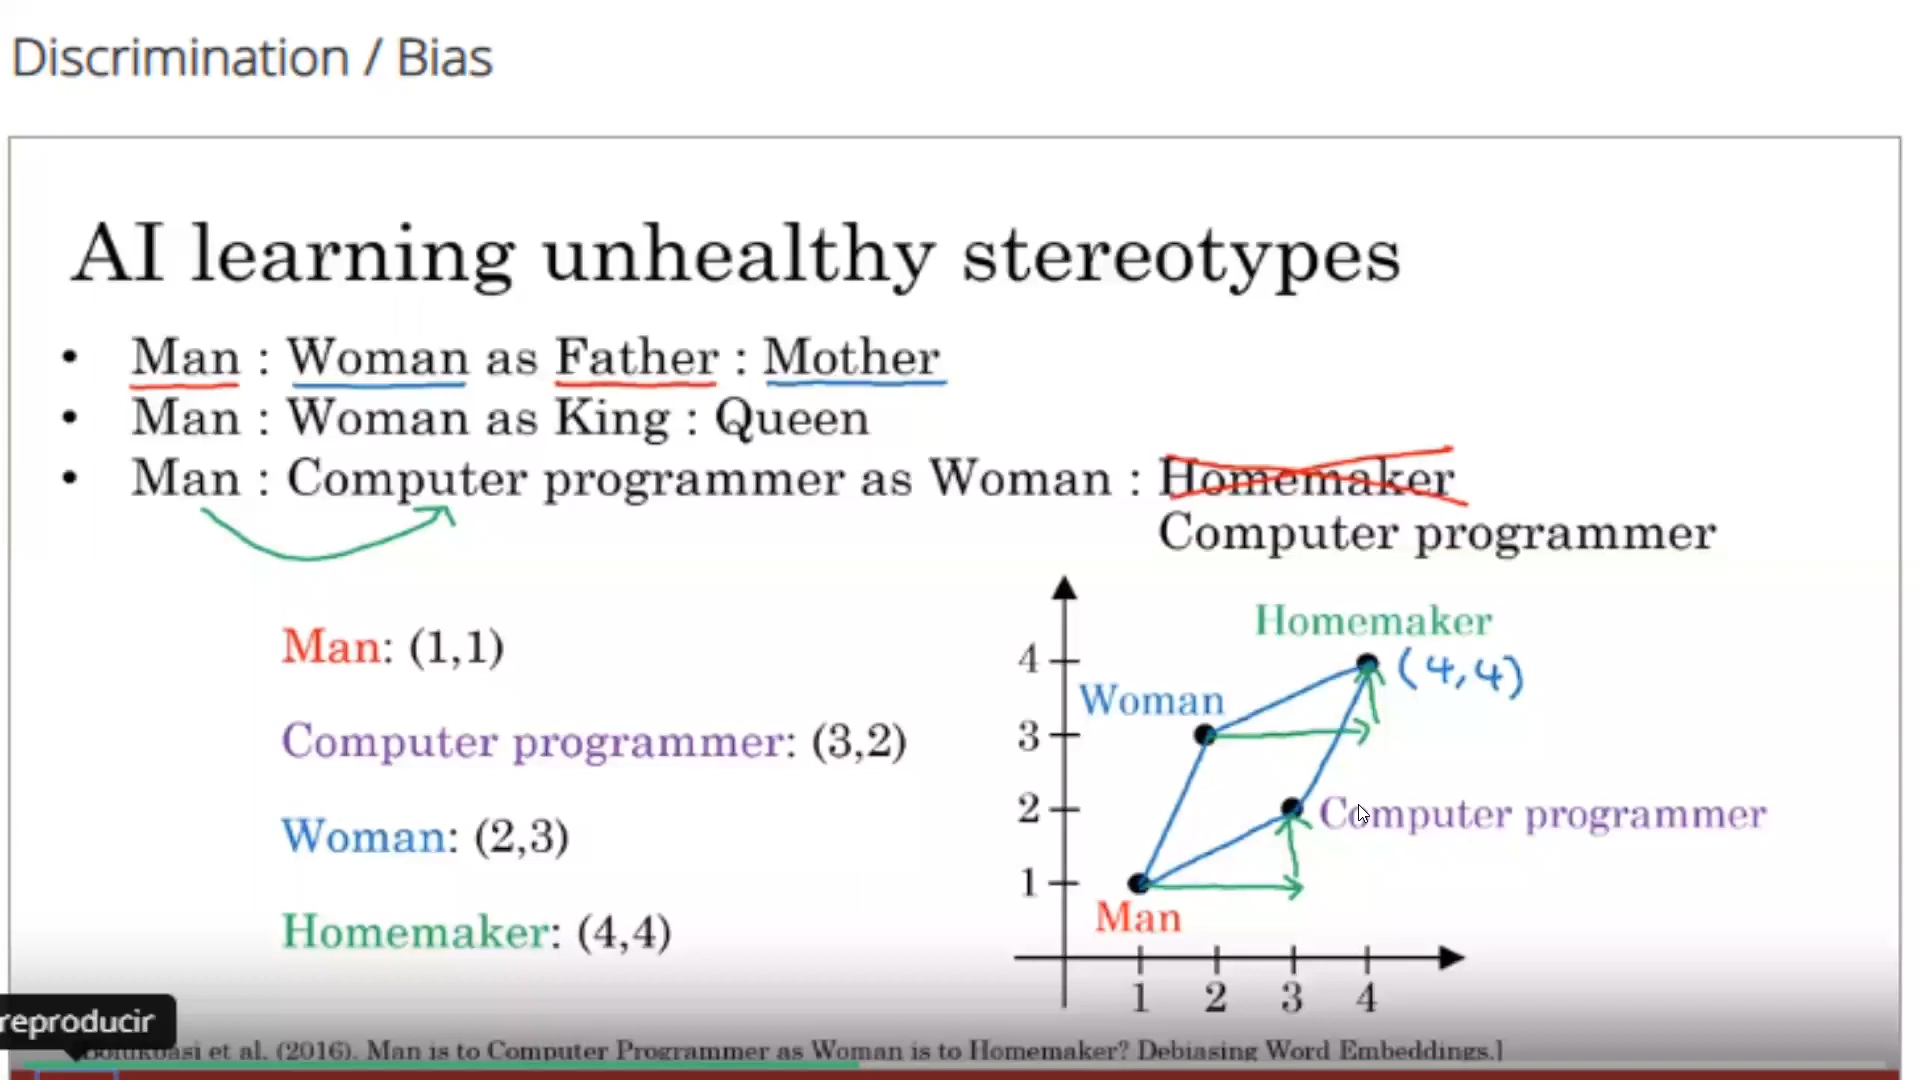 Discrimination / Bias
AI learning unhealthy stereotypes
• Man : Woman as Father : Mother
• Man : Woman as King : Queen
• Man : Computer programmer as Woman : Homemaker
Computer programmer
Man: (1,1)
Computer programmer: (3,2)
Woman: (2,3)
Homemaker: (4,4)
Homemaker
4
(4,4)
Woman
3
2
Computer programmer
1
Man
1 2 3 4
reproducir
et al. (2016). Man is to Computer Programmer as Woman is to Homemaker? Debiasing Word Embeddings.]